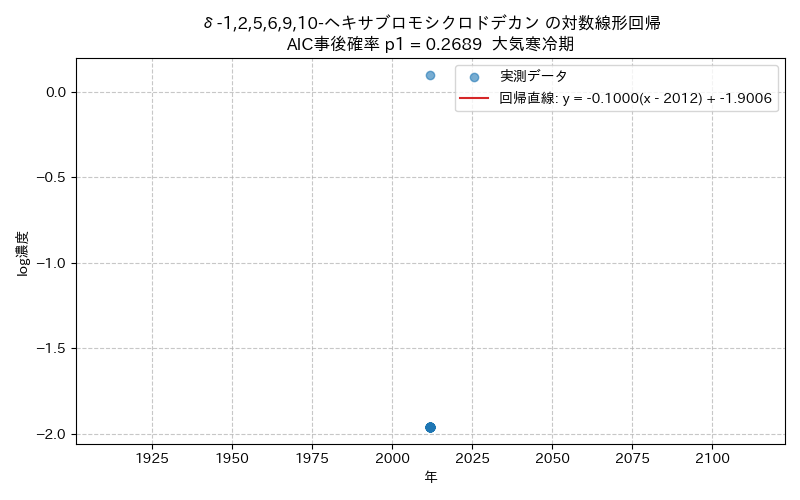 δ-1,2,5,6,9,10-ヘキサブロモシクロドデカン の対数線形回帰
AIC事後確率 p1 = 0.2689  大気寒冷期
実測データ
回帰直線: y = -0.1000(x - 2012) + -1.9006
log濃度
0.0
−0.5
−1.0
−1.5
−2.0
1925
1950
1975
2000
2025
2050
2075
2100
年